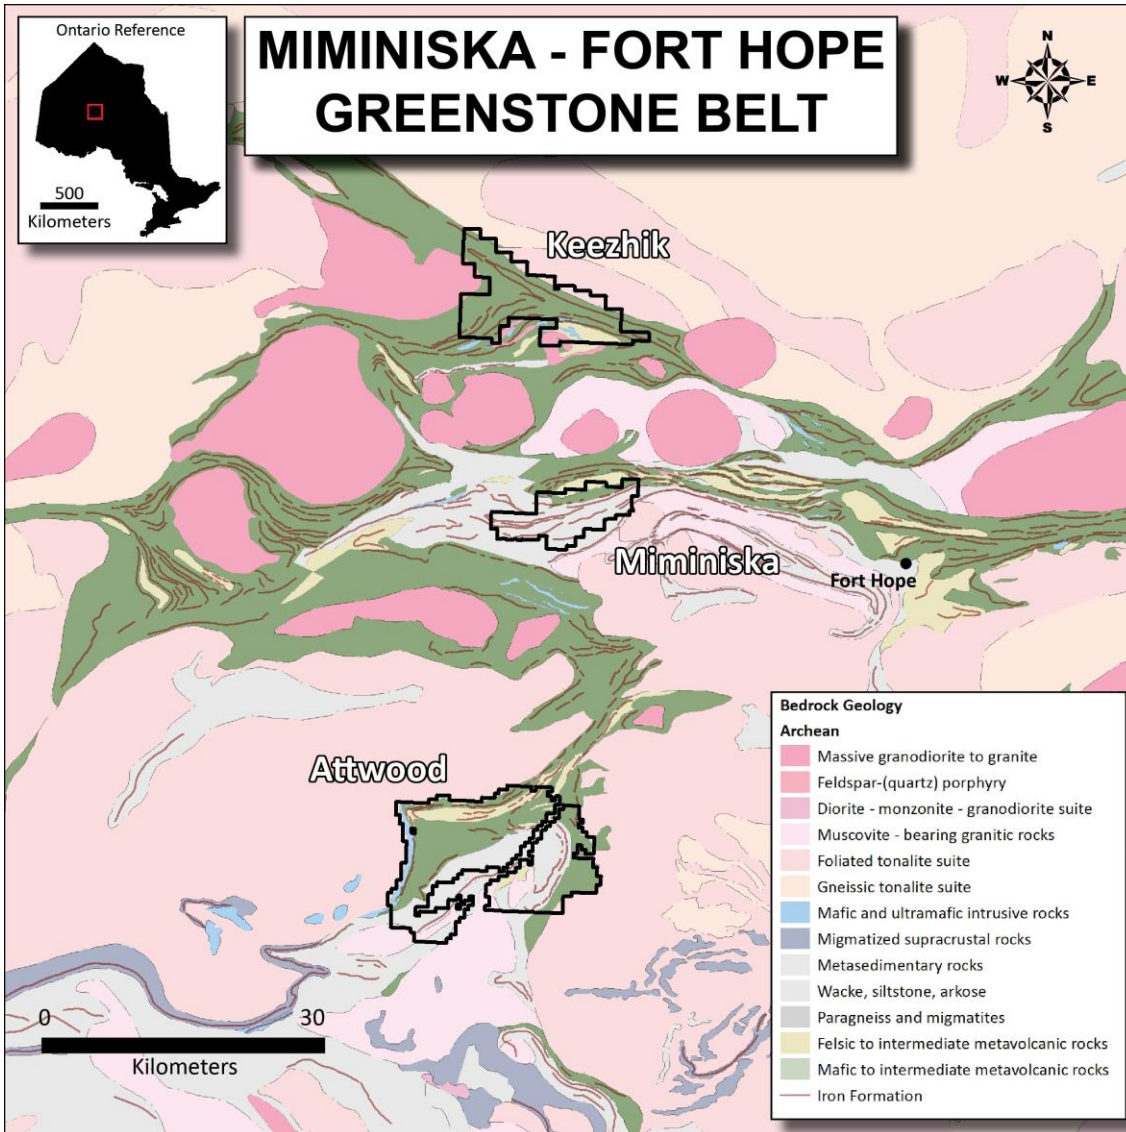 Ontario Reference
500
Kilometers
MIMINISKA - FORT HOPE
GREENSTONE BELT
N
W E
S
Keezhik
Miminiska
Fort Hope
Attwood
0 30
Kilometers
Bedrock Geology
Archean
Massive granodiorite to granite
Feldspar-(quartz) porphyry
Diorite - monzonite - granodiorite suite
Muscovite - bearing granitic rocks
Foliated tonalite suite
Gneissic tonalite suite
Mafic and ultramafic intrusive rocks
Migmatized supracrustal rocks
Metasedimentary rocks
Wacke, siltstone, arkose
Paragneiss and migmatites
Felsic to intermediate metavolcanic rocks
Mafic to intermediate metavolcanic rocks
Iron Formation